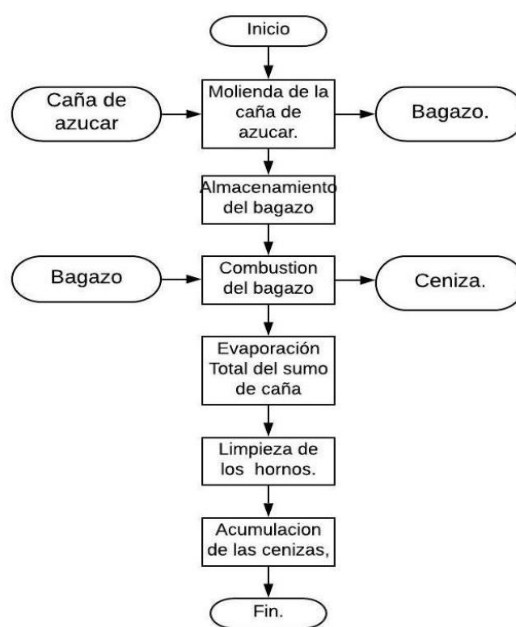 Inicio
Caña de
azucar
Molienda de la
caña de
azucar.
Bagazo.
Almacenamiento
del bagazo
Bagazo
Combustion
del bagazo
Ceniza.
Evaporación
Total del sumo
de caña
Limpieza de
los hornos.
Acumulacion
de las cenizas,
Fin.